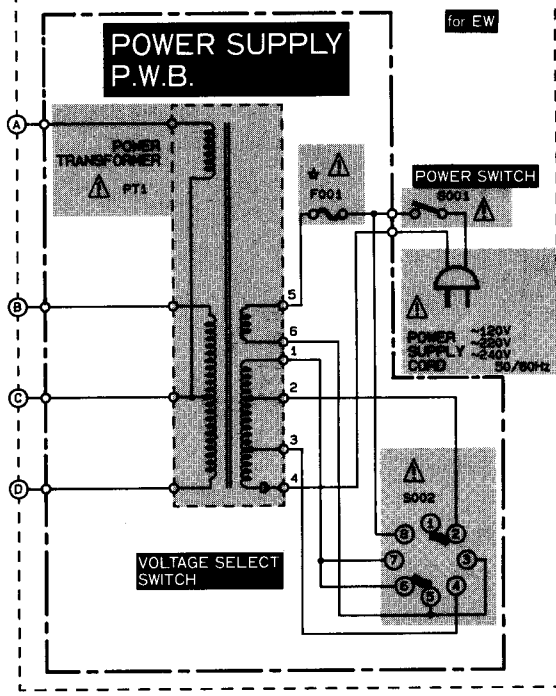 for EW
POWER SUPPLY
P.W.B.
A
POWER
TRANSFORMER
PT1
F001
POWER SWITCH
S001
B
5
6
1
POWER
SUPPLY
CORD
~120V
~220V
~240V
50/60Hz
C
2
3
D
4
S002
1
8
2
7
3
6
5
4
VOLTAGE SELECT
SWITCH